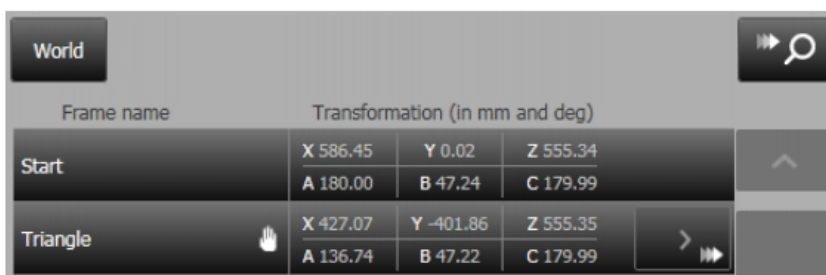 World
Frame name Transformation (in mm and deg)
Start X 586.45 Y 0.02 Z 555.34
A 180.00 B 47.24 C 179.99
Triangle X 427.07 Y -401.86 Z 555.35
A 136.74 B 47.22 C 179.99